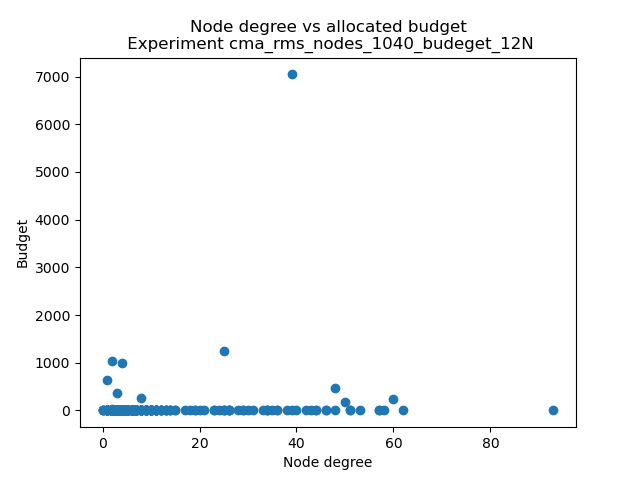 Node degree vs allocated budget
Experiment cma_rms_nodes_1040_budeget_12N
7000
6000
5000
4000
3000
2000
1000
0
Budget
0 20 40 60 80
Node degree